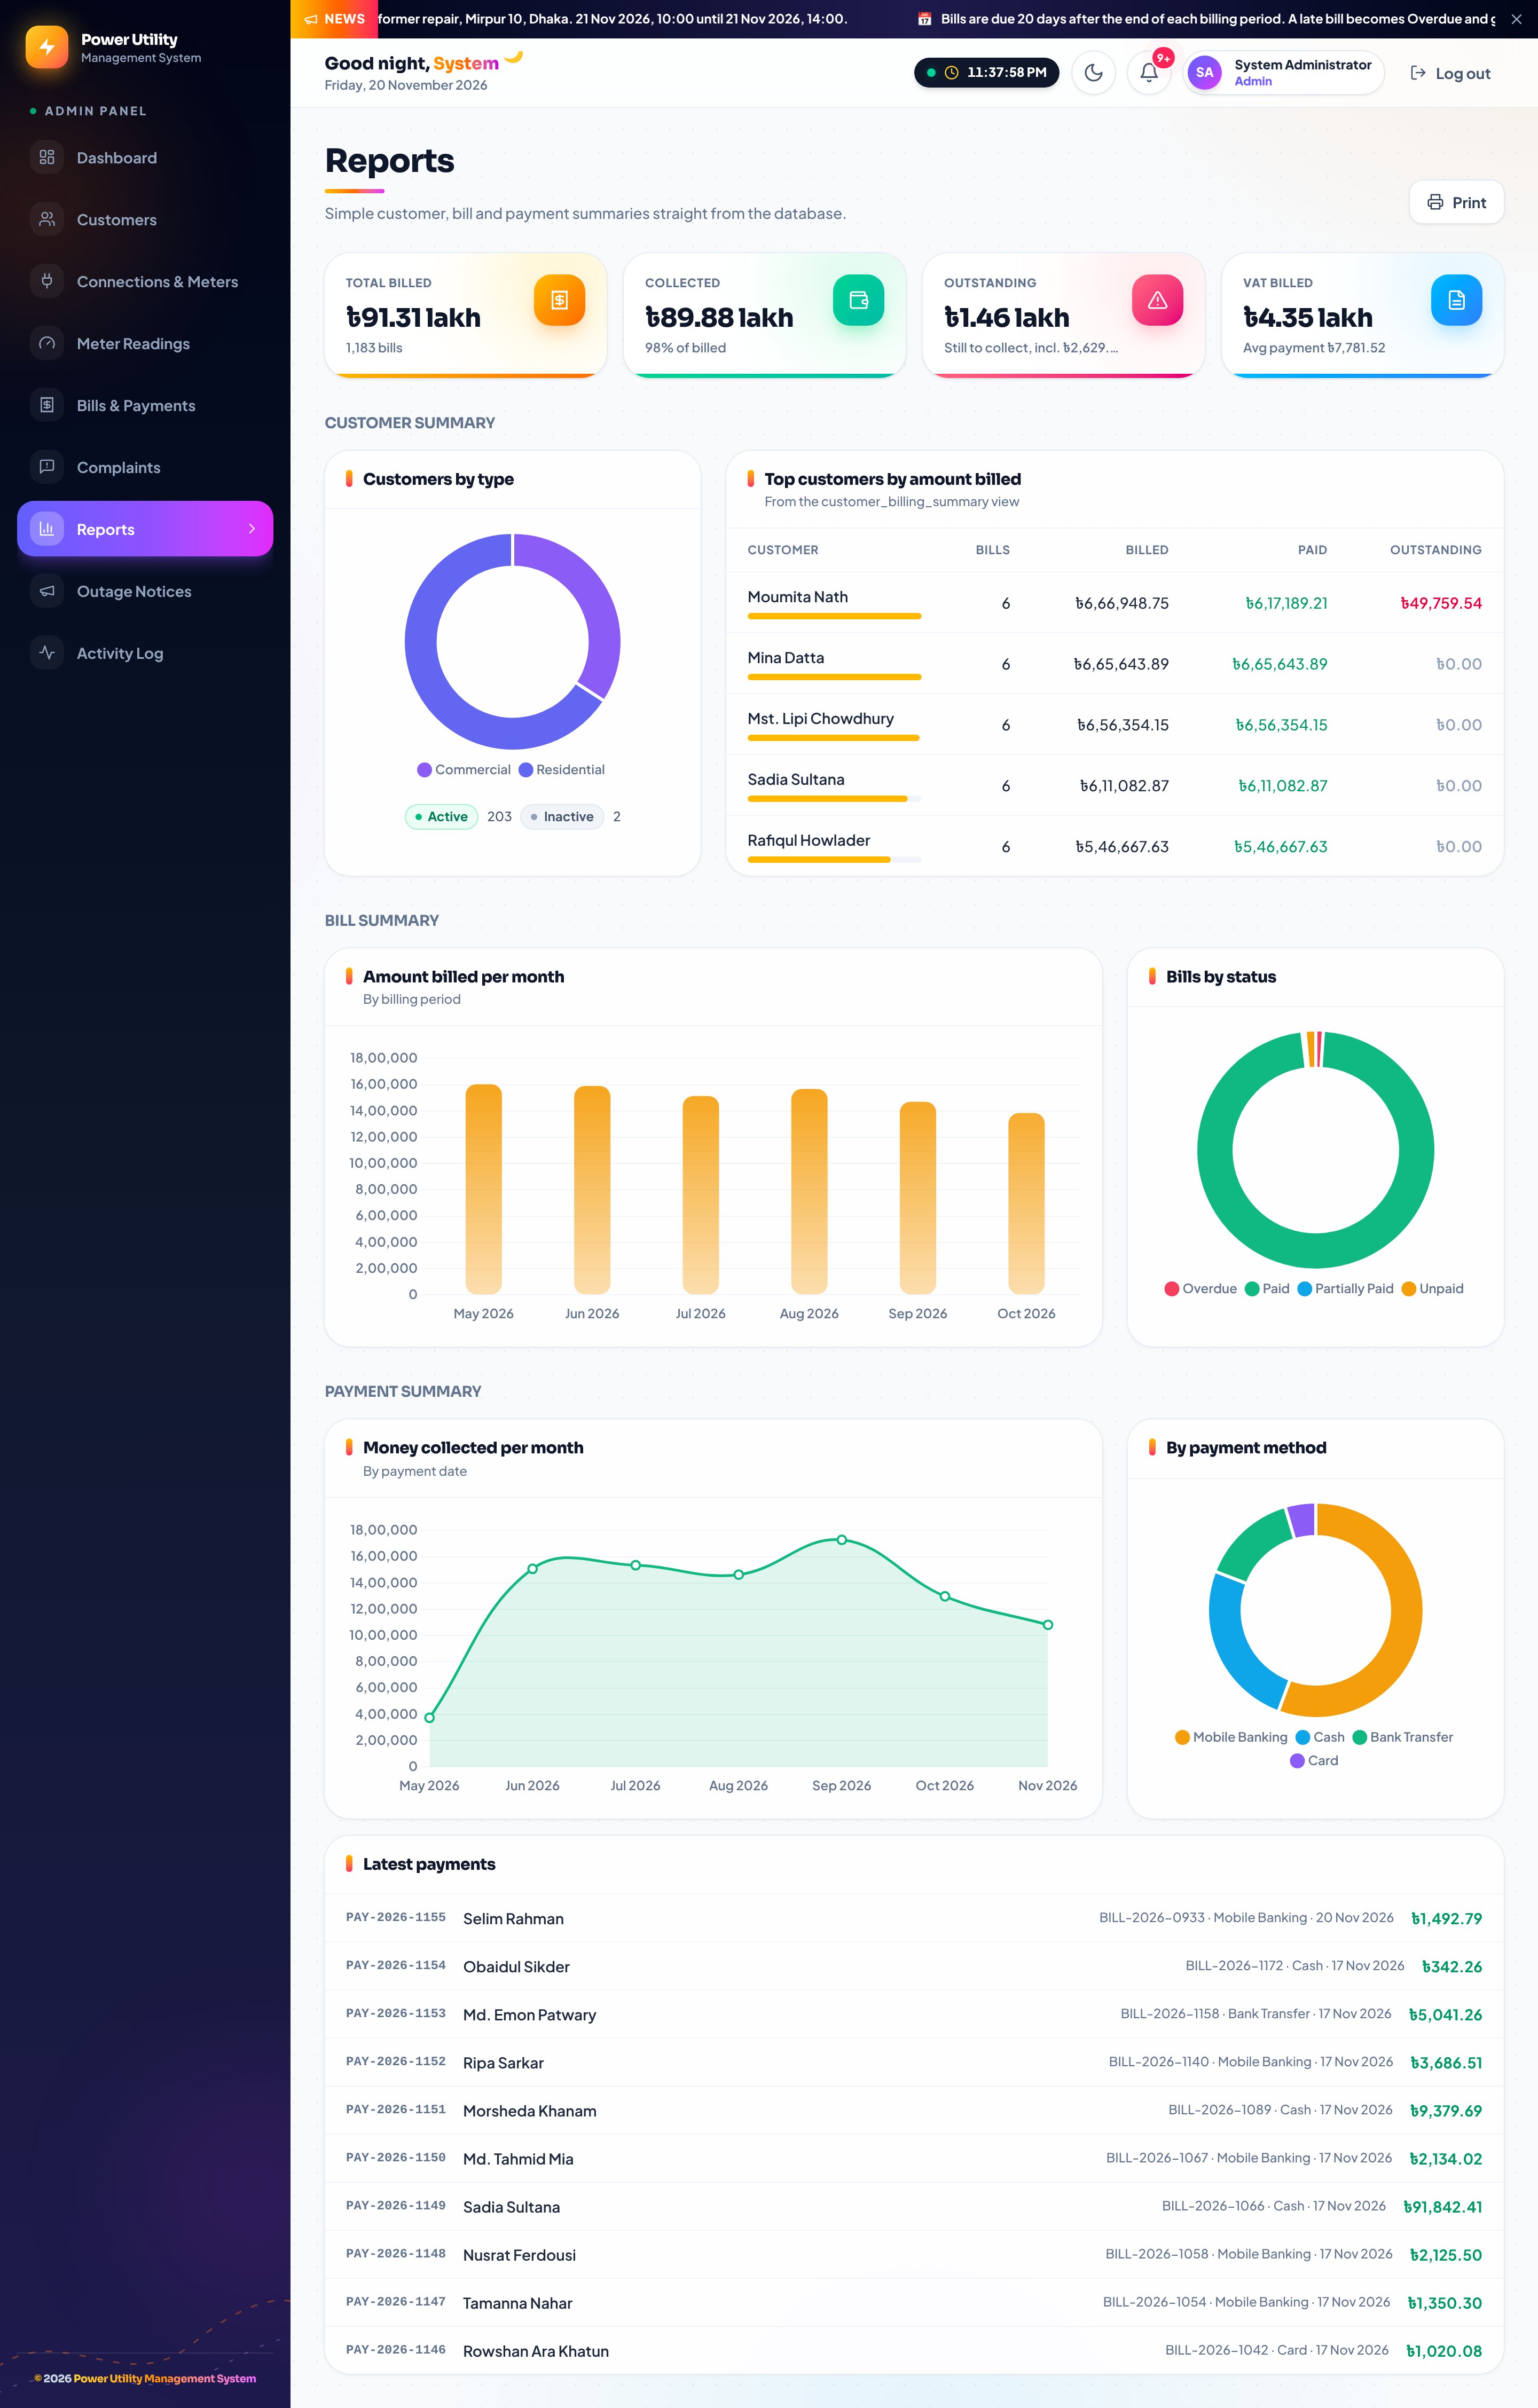 Power Utility
Management System
ADMIN PANEL
Dashboard
Customers
Connections & Meters
Meter Readings
Bills & Payments
Complaints
Reports
Outage Notices
Activity Log
© 2026 Power Utility Management System
NEWS
former repair, Mirpur 10, Dhaka. 21 Nov 2026, 10:00 until 21 Nov 2026, 14:00.
Bills are due 20 days after the end of each billing period. A late bill becomes Overdue and g
Good night, System
Friday, 20 November 2026
11:37:58 PM
9+
SA
System Administrator
Admin
Log out
Reports
Simple customer, bill and payment summaries straight from the database.
Print
TOTAL BILLED
৳91.31 lakh
1,183 bills
COLLECTED
৳89.88 lakh
98% of billed
OUTSTANDING
৳1.46 lakh
Still to collect, incl. ৳2,629.…
VAT BILLED
৳4.35 lakh
Avg payment ৳7,781.52
CUSTOMER SUMMARY
Customers by type
Commercial Residential
Active 203 Inactive 2
Top customers by amount billed
From the customer_billing_summary view
CUSTOMER BILLS BILLED PAID OUTSTANDING
Moumita Nath 6 ৳6,66,948.75 ৳6,17,189.21 ৳49,759.54
Mina Datta 6 ৳6,65,643.89 ৳6,65,643.89 ৳0.00
Mst. Lipi Chowdhury 6 ৳6,56,354.15 ৳6,56,354.15 ৳0.00
Sadia Sultana 6 ৳6,11,082.87 ৳6,11,082.87 ৳0.00
Rafiqul Howlader 6 ৳5,46,667.63 ৳5,46,667.63 ৳0.00
BILL SUMMARY
Amount billed per month
By billing period
18,00,000
16,00,000
14,00,000
12,00,000
10,00,000
8,00,000
6,00,000
4,00,000
2,00,000
0
May 2026 Jun 2026 Jul 2026 Aug 2026 Sep 2026 Oct 2026
Bills by status
Overdue Paid Partially Paid Unpaid
PAYMENT SUMMARY
Money collected per month
By payment date
18,00,000
16,00,000
14,00,000
12,00,000
10,00,000
8,00,000
6,00,000
4,00,000
2,00,000
0
May 2026 Jun 2026 Jul 2026 Aug 2026 Sep 2026 Oct 2026 Nov 2026
By payment method
Mobile Banking Cash Bank Transfer
Card
Latest payments
PAY-2026-1155 Selim Rahman BILL-2026-0933 · Mobile Banking · 20 Nov 2026 ৳1,492.79
PAY-2026-1154 Obaidul Sikder BILL-2026-1172 · Cash · 17 Nov 2026 ৳342.26
PAY-2026-1153 Md. Emon Patwary BILL-2026-1158 · Bank Transfer · 17 Nov 2026 ৳5,041.26
PAY-2026-1152 Ripa Sarkar BILL-2026-1140 · Mobile Banking · 17 Nov 2026 ৳3,686.51
PAY-2026-1151 Morsheda Khanam BILL-2026-1089 · Cash · 17 Nov 2026 ৳9,379.69
PAY-2026-1150 Md. Tahmid Mia BILL-2026-1067 · Mobile Banking · 17 Nov 2026 ৳2,134.02
PAY-2026-1149 Sadia Sultana BILL-2026-1066 · Cash · 17 Nov 2026 ৳91,842.41
PAY-2026-1148 Nusrat Ferdousi BILL-2026-1058 · Mobile Banking · 17 Nov 2026 ৳2,125.50
PAY-2026-1147 Tamanna Nahar BILL-2026-1054 · Mobile Banking · 17 Nov 2026 ৳1,350.30
PAY-2026-1146 Rowshan Ara Khatun BILL-2026-1042 · Card · 17 Nov 2026 ৳1,020.08